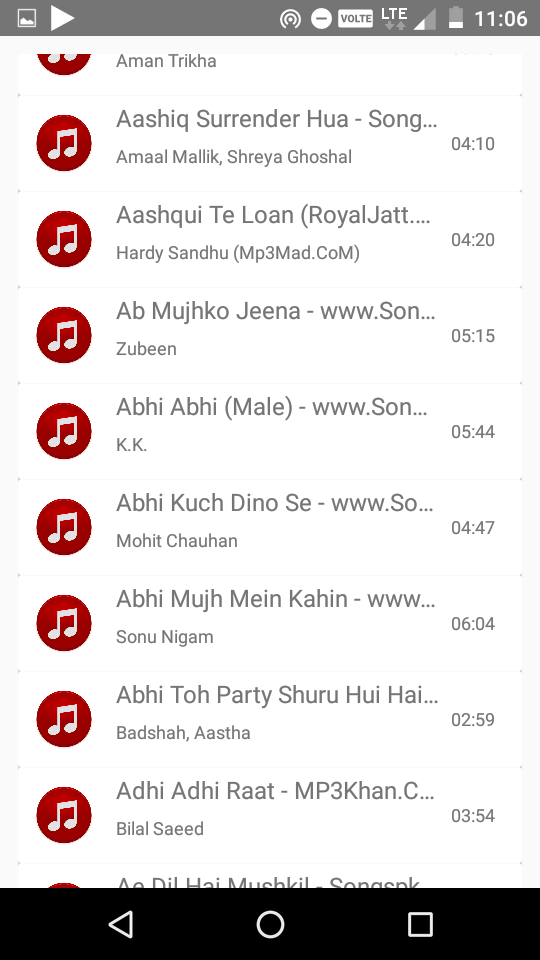 VOLTE LTE 11:06
Aman Trikha
Aashiq Surrender Hua - Song...
04:10
Amaal Mallik, Shreya Ghoshal
Aashqui Te Loan (RoyalJatt....
04:20
Hardy Sandhu (Mp3Mad.CoM)
Ab Mujhko Jeena - www.Son...
05:15
Zubeen
Abhi Abhi (Male) - www.Son...
05:44
K.K.
Abhi Kuch Dino Se - www.So...
04:47
Mohit Chauhan
Abhi Mujh Mein Kahin - www...
06:04
Sonu Nigam
Abhi Toh Party Shuru Hui Hai...
02:59
Badshah, Aastha
Adhi Adhi Raat - MP3Khan.C...
03:54
Bilal Saeed
Ae Dil Hai Mushkil - Songspk